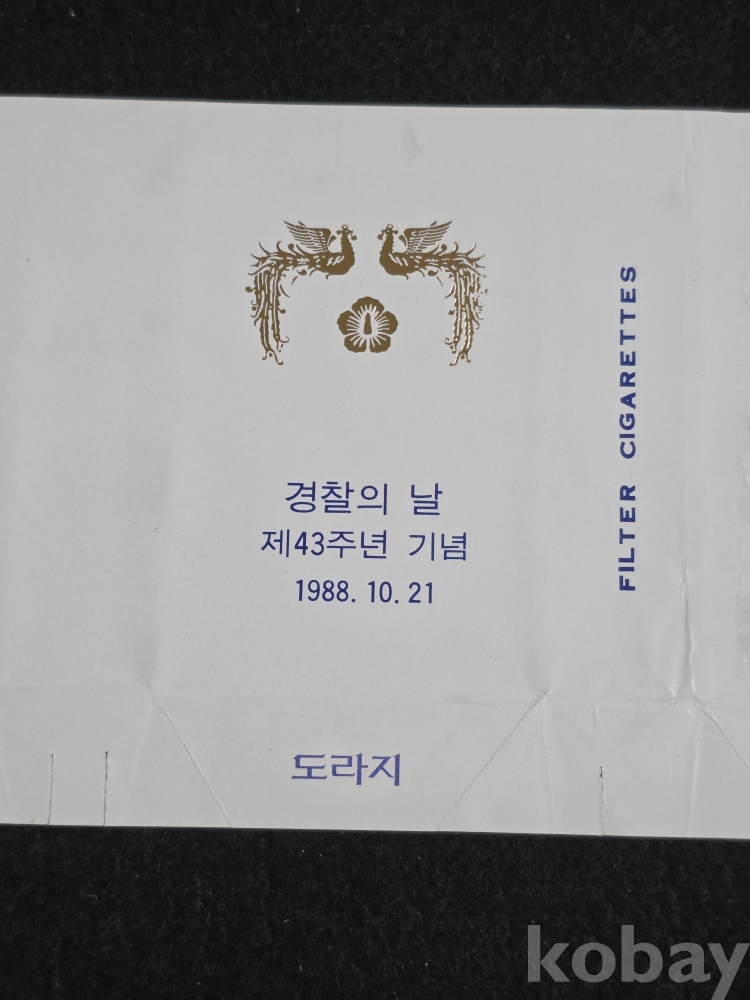 경찰의 날
제43주년 기념
1988. 10. 21
도라지
FILTER CIGARETTES
kobay